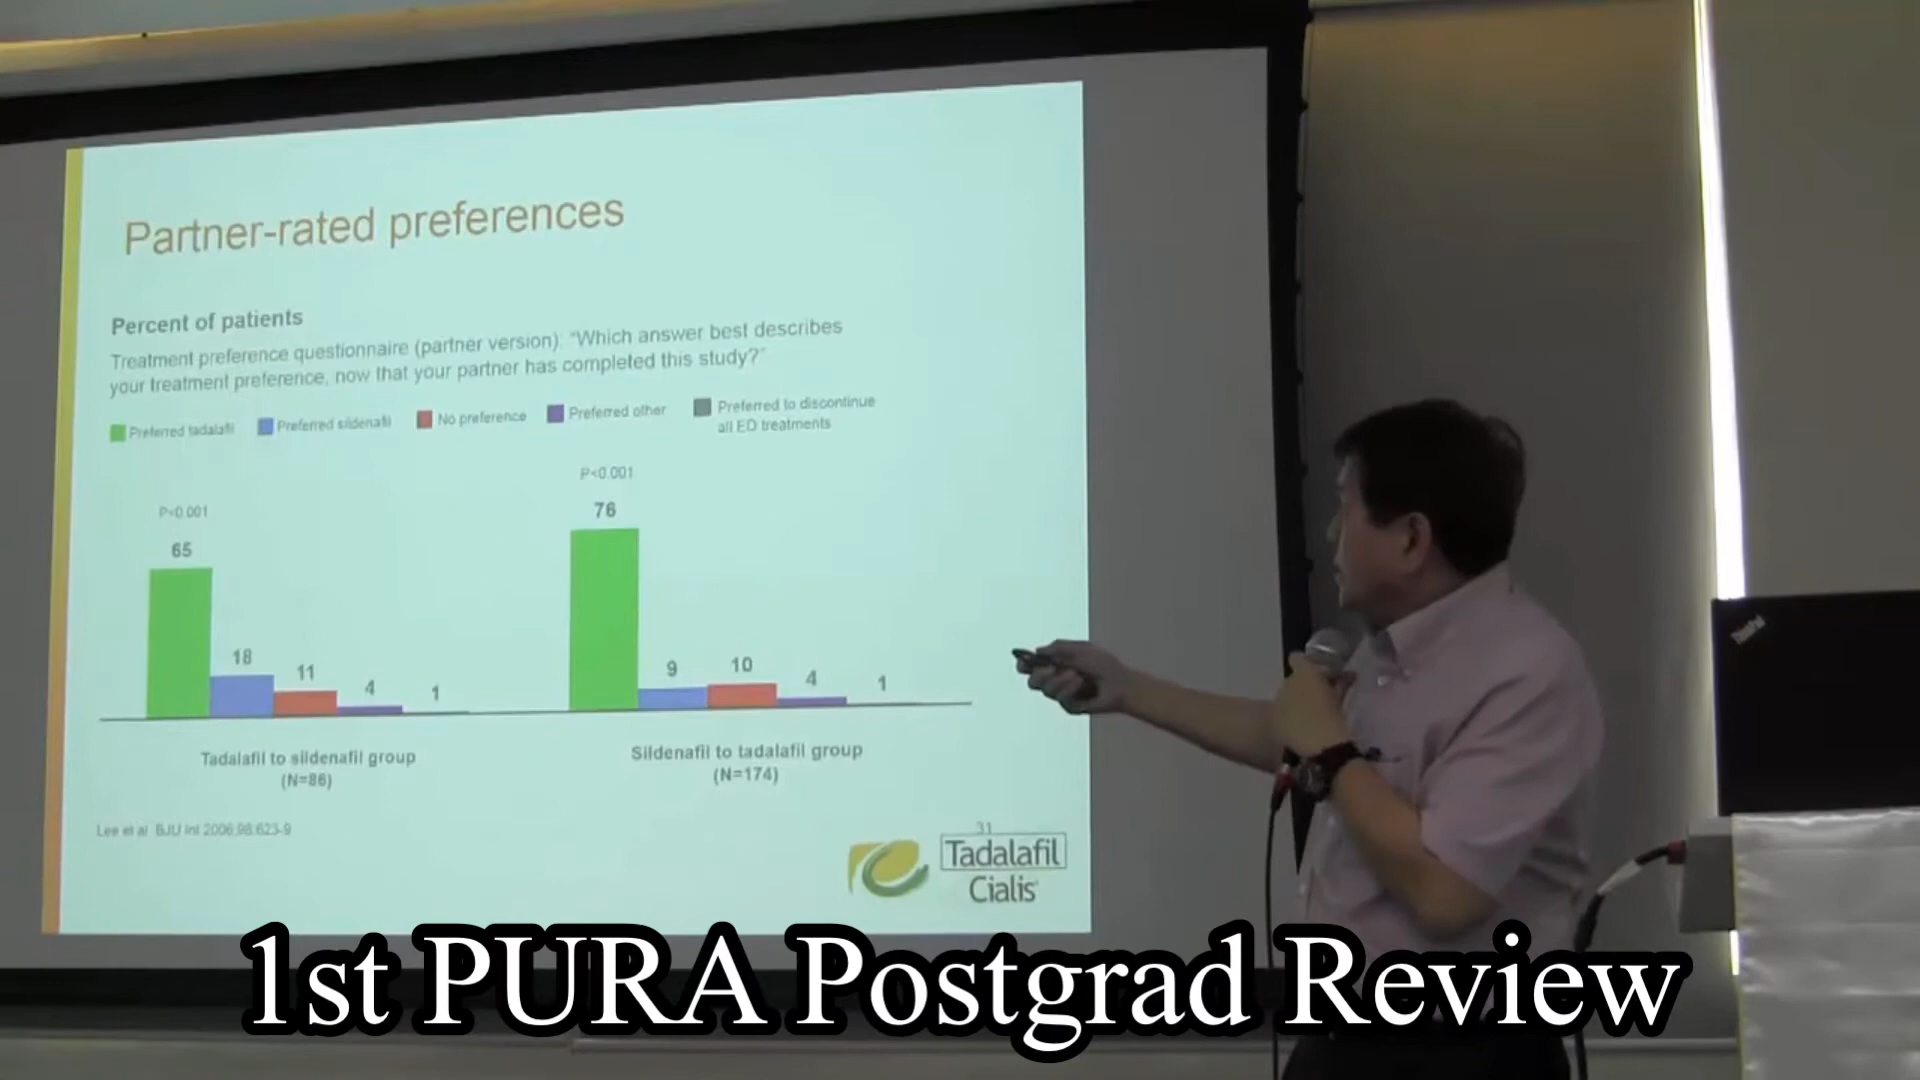 Partner-rated preferences
Percent of patients
Treatment preference questionnaire (partner version): "Which answer best describes
your treatment preference, now that your partner has completed this study?"
Preferred tadalafil
Preferred sildenafil
No preference
Preferred other
Preferred to discontinue
all ED treatments
P<0.001
65
18
11
4
1
Tadalafil to sildenafil group
(N=86)
P<0.001
76
9
10
4
1
Sildenafil to tadalafil group
(N=174)
Lee et al BJU Int 2006;98:623-9
31
Tadalafil
Cialis
ThinkPad
1st PURA Postgrad Review